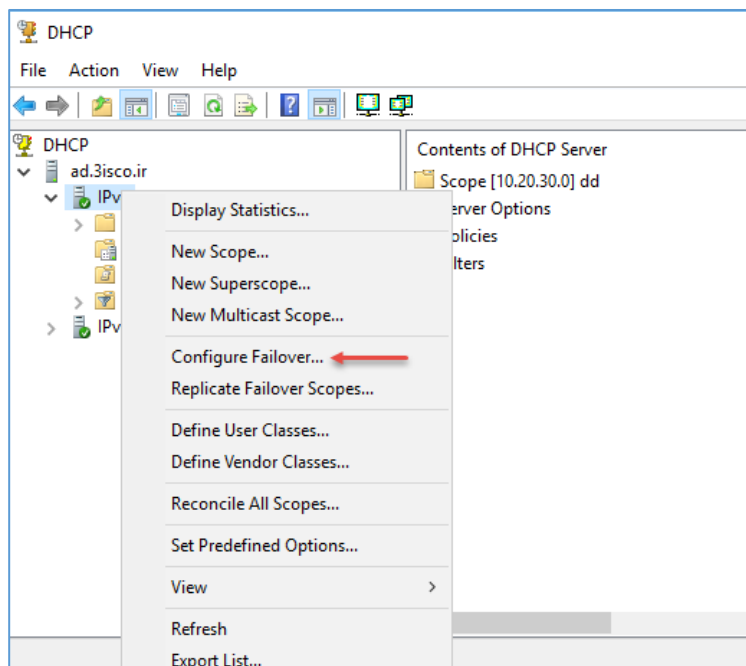 DHCP
File Action View Help
DHCP
Contents of DHCP Server
ad.3isco.ir
Scope [10.20.30.0] dd
IPv
erver Options
olicies
lters
IPv
Display Statistics...
New Scope...
New Superscope...
New Multicast Scope...
Configure Failover...
Replicate Failover Scopes...
Define User Classes...
Define Vendor Classes...
Reconcile All Scopes...
Set Predefined Options...
View
Refresh
Export List...